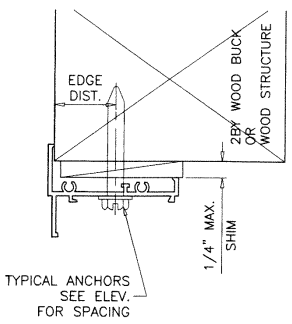 EDGE
DIST.
2BY WOOD BUCK
OR
WOOD STRUCTURE
1/4" MAX.
SHIM
TYPICAL ANCHORS
SEE ELEV.
FOR SPACING